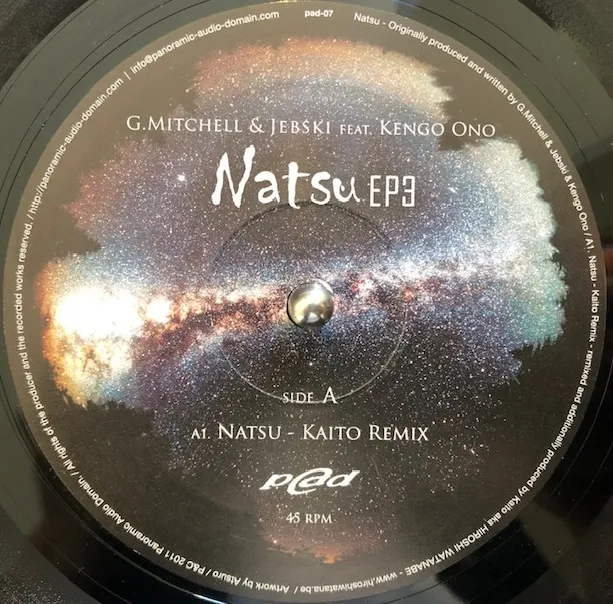 G.MITCHELL & JEBSKI FEAT. KENGO ONO
Natsu EP3
SIDE A
A1. NATSU - KAITO REMIX
p@d
45 RPM
pad-07
Natsu - Originally produced and written by G.Mitchell & Jebski & Kengo Ono / A1. Natsu - Kaito Remix - remixed and additionally produced by Kaito aka HIROSHI WATANABE - www.hiroshiwatana.be / Artwork by Atsuro / P&C 2011 Panoramic Audio Domain. / All rights of the producer and the recorded works reserved. / http://panoramic-audio-domain.com | info@panoramic-audio-domain.com